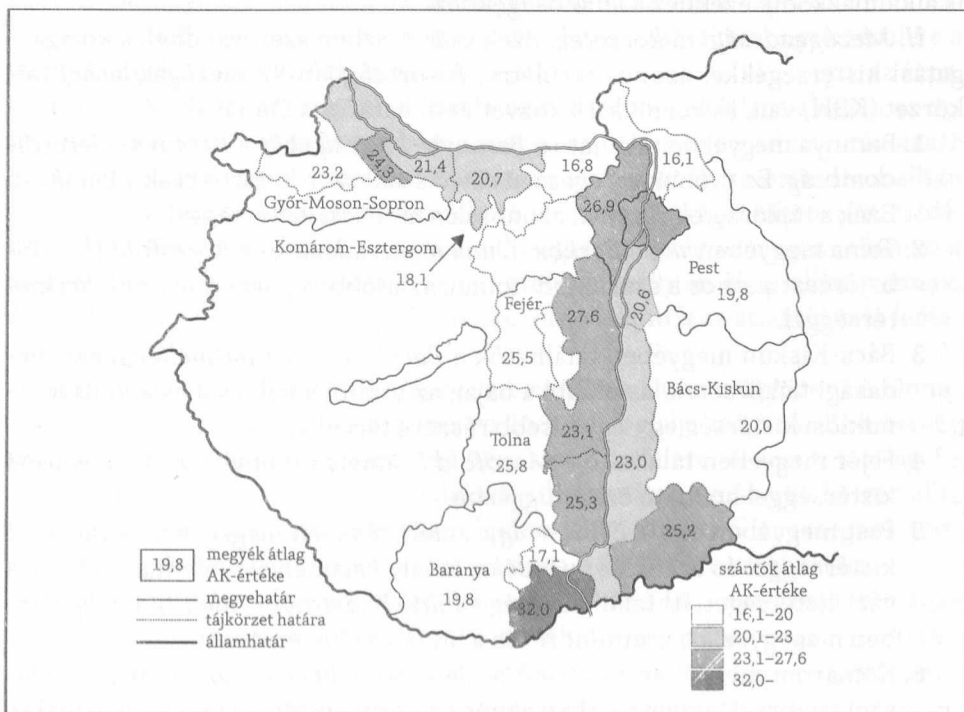 24,3
21,4
16,8
16,1
23,2
20,7
Győr-Moson-Sopron
26,9
Komárom-Esztergom
Pest
18,1
19,8
Fejér
27,6
20,6
25,5
Bács-Kiskun
23,1
20,0
Tolna
25,8
23,0
25,3
25,2
17,1
Baranya
19,8
32,0
19,8
megyék átlag
AK-értéke
megyehatár
tájkörzet határa
államhatár
szántók átlag
AK-értéke
16,1–20
20,1–23
23,1–27,6
32,0–